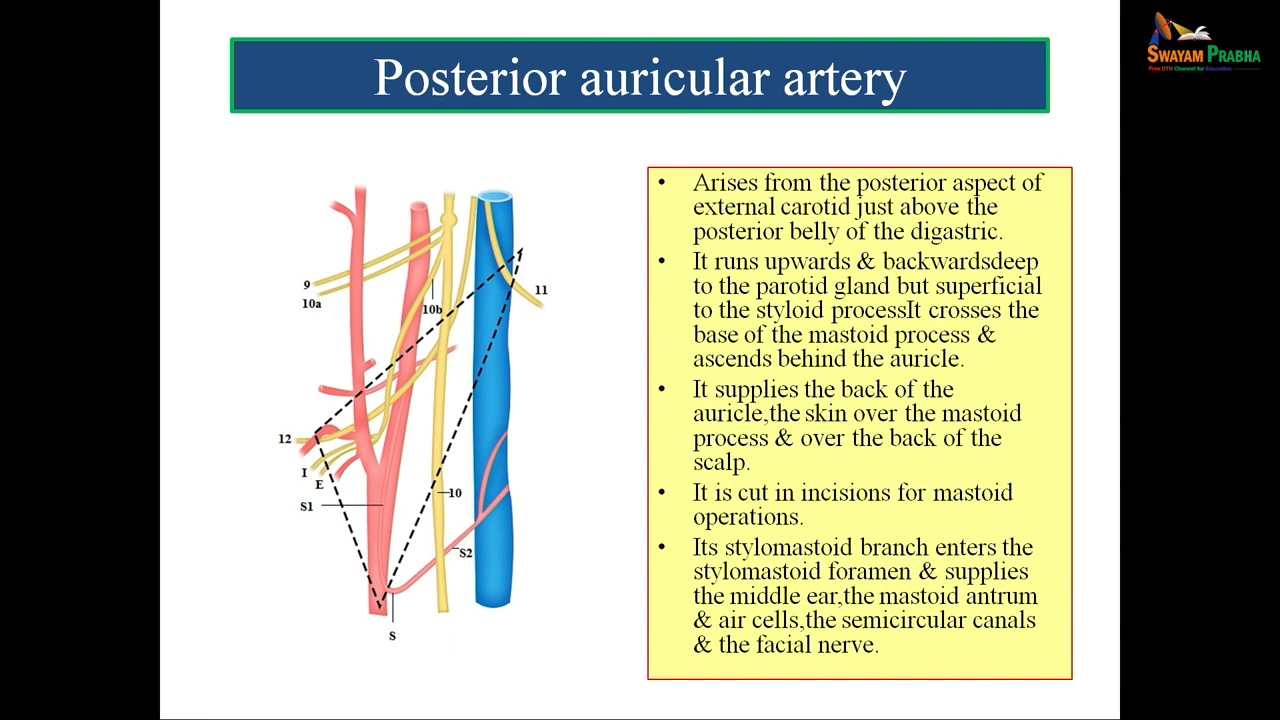 SWAYAM PRABHA
Free DTH Channel for Education
Posterior auricular artery
9
10a
10b
11
12
I
E
S1
10
S2
S
• Arises from the posterior aspect of
external carotid just above the
posterior belly of the digastric.
• It runs upwards & backwardsdeep
to the parotid gland but superficial
to the styloid processIt crosses the
base of the mastoid process &
ascends behind the auricle.
• It supplies the back of the
auricle,the skin over the mastoid
process & over the back of the
scalp.
• It is cut in incisions for mastoid
operations.
• Its stylomastoid branch enters the
stylomastoid foramen & supplies
the middle ear,the mastoid antrum
& air cells,the semicircular canals
& the facial nerve.